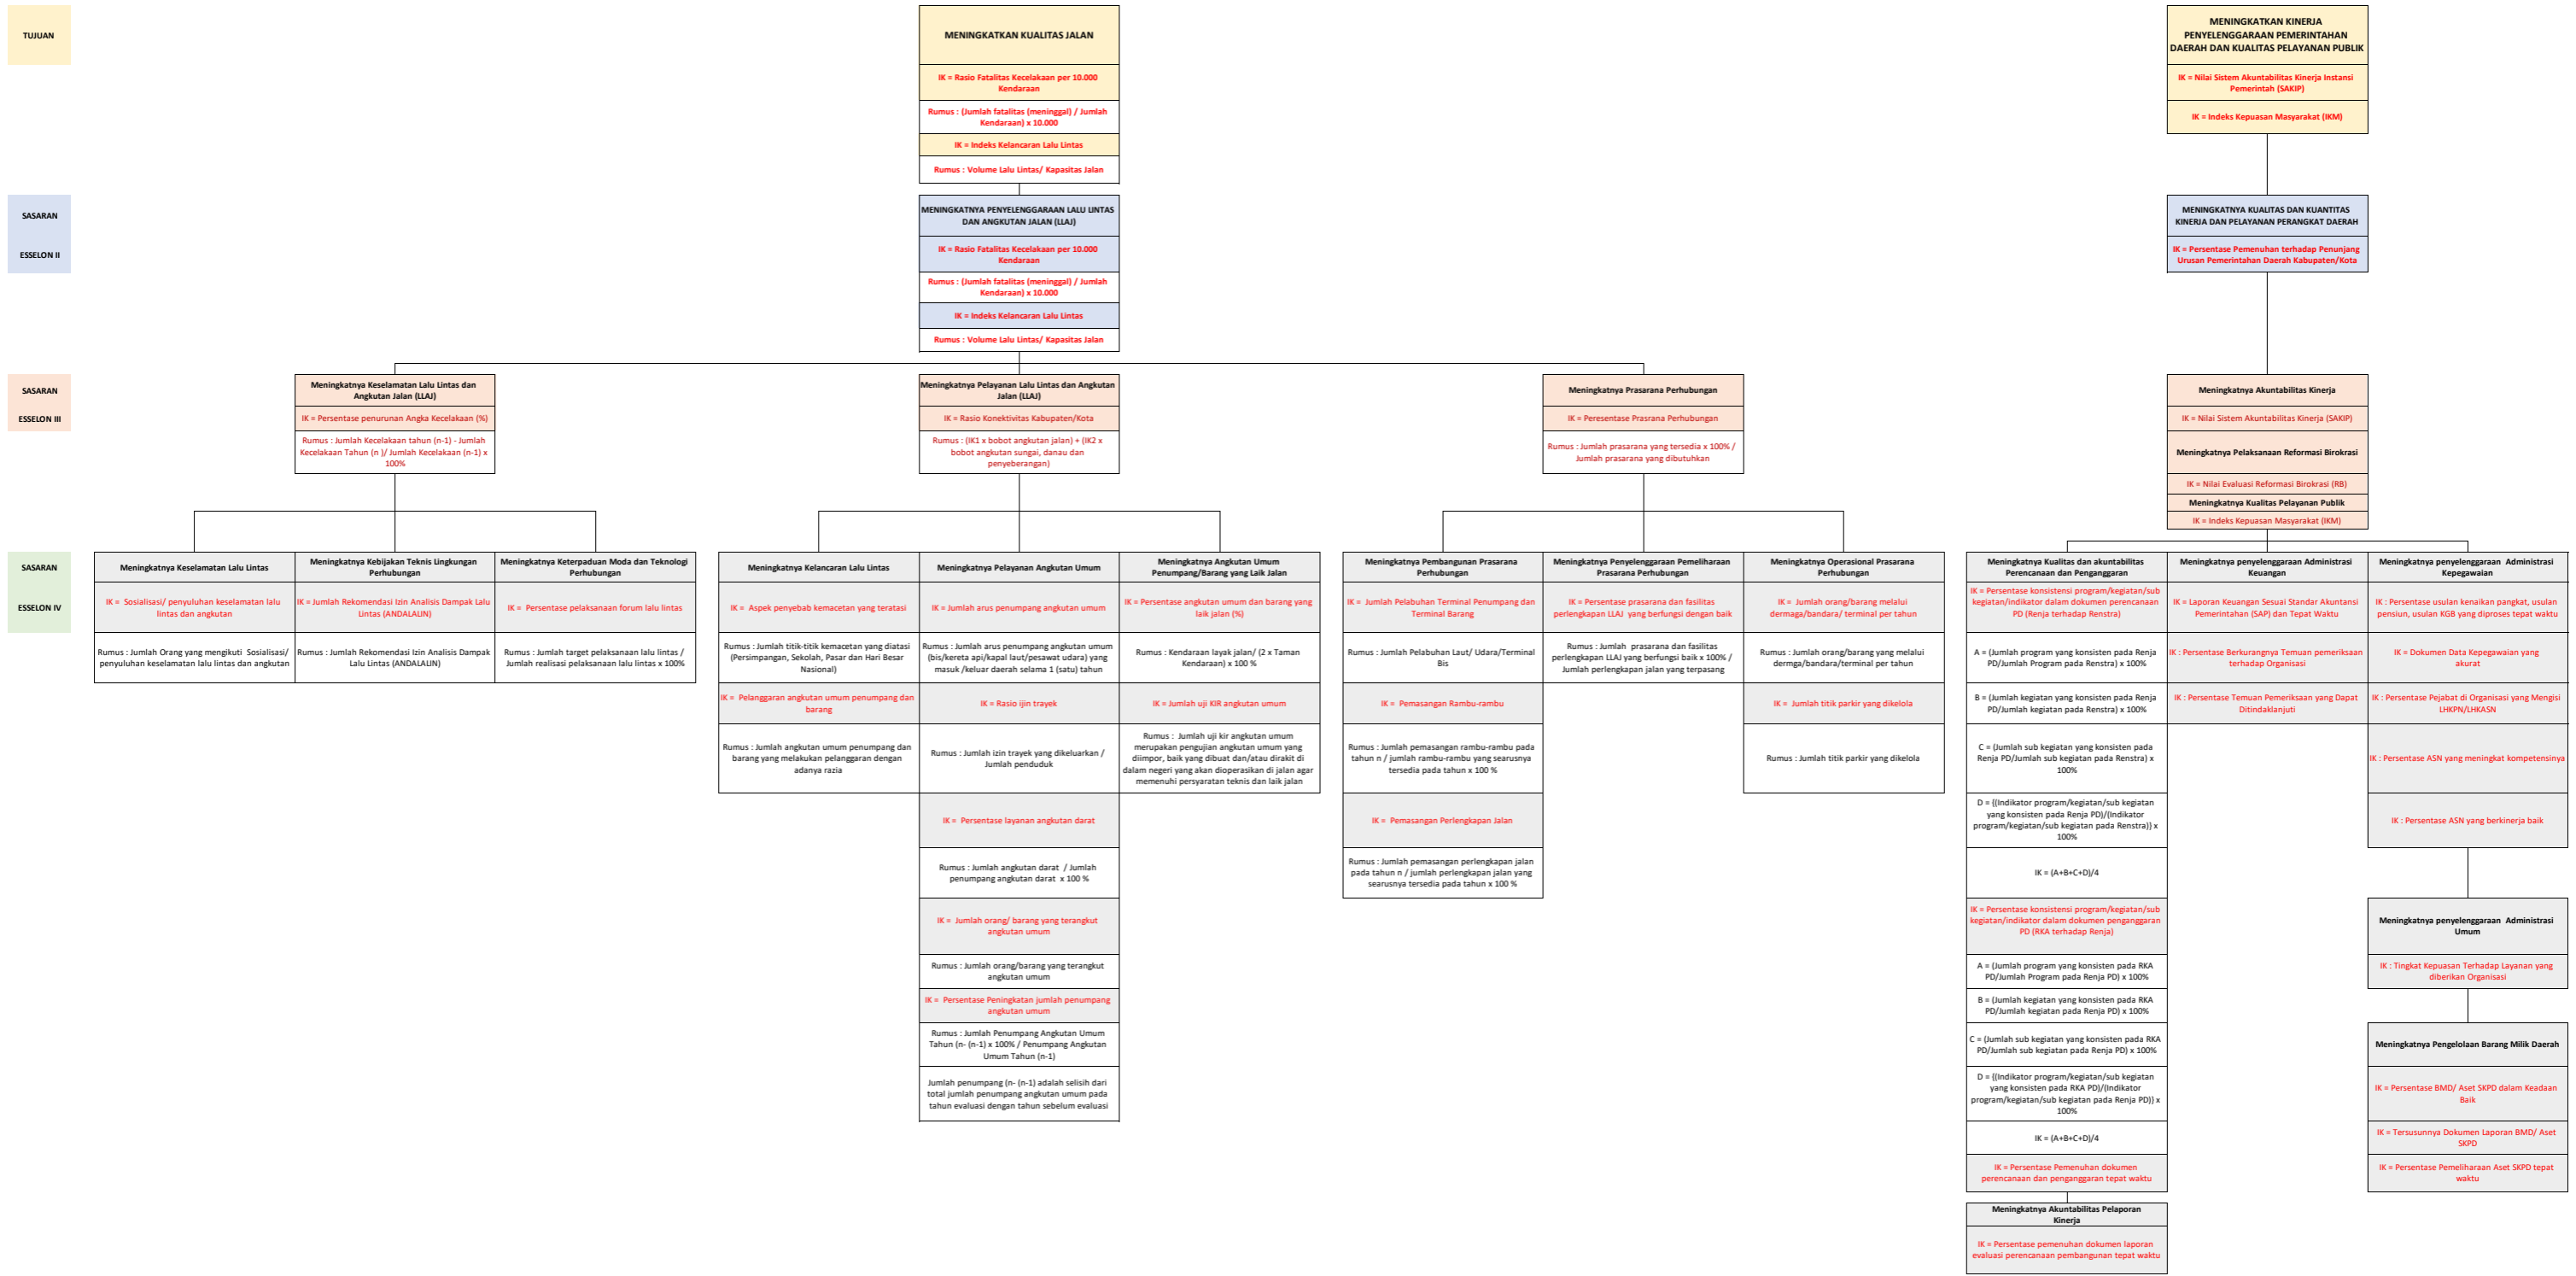 TUJUAN
MENINGKATKAN KUALITAS JALAN
IK = Rasio Fatalitas Kecelakaan per 10.000
Kendaraan
Rumus : (Jumlah fatalitas (meninggal) / Jumlah
Kendaraan) x 10.000
IK = Indeks Kelancaran Lalu Lintas
Rumus : Volume Lalu Lintas/ Kapasitas Jalan
MENINGKATKAN KINERJA
PENYELENGGARAAN PEMERINTAHAN
DAERAH DAN KUALITAS PELAYANAN PUBLIK
IK = Nilai Sistem Akuntabilitas Kinerja Instansi
Pemerintah (SAKIP)
IK = Indeks Kepuasan Masyarakat (IKM)
SASARAN
ESSELON II
MENINGKATNYA PENYELENGGARAAN LALU LINTAS
DAN ANGKUTAN JALAN (LLAJ)
IK = Rasio Fatalitas Kecelakaan per 10.000
Kendaraan
Rumus : (Jumlah fatalitas (meninggal) / Jumlah
Kendaraan) x 10.000
IK = Indeks Kelancaran Lalu Lintas
Rumus : Volume Lalu Lintas/ Kapasitas Jalan
MENINGKATNYA KUALITAS DAN KUANTITAS
KINERJA DAN PELAYANAN PERANGKAT DAERAH
IK = Persentase Pemenuhan terhadap Penunjang
Urusan Pemerintahan Daerah Kabupaten/Kota
SASARAN
ESSELON III
Meningkatnya Keselamatan Lalu Lintas dan
Angkutan Jalan (LLAJ)
IK = Persentase penurunan Angka Kecelakaan (%)
Rumus : Jumlah Kecelakaan tahun (n-1) - Jumlah
Kecelakaan Tahun (n )/ Jumlah Kecelakaan (n-1) x
100%
Meningkatnya Pelayanan Lalu Lintas dan Angkutan
Jalan (LLAJ)
IK = Rasio Konektivitas Kabupaten/Kota
Rumus : (IK1 x bobot angkutan jalan) + (IK2 x
bobot angkutan sungai, danau dan
penyeberangan)
Meningkatnya Prasarana Perhubungan
IK = Peresentase Prasrana Perhubungan
Rumus : Jumlah prasarana yang tersedia x 100% /
Jumlah prasarana yang dibutuhkan
Meningkatnya Akuntabilitas Kinerja
IK = Nilai Sistem Akuntabilitas Kinerja (SAKIP)
Meningkatnya Pelaksanaan Reformasi Birokrasi
IK = Nilai Evaluasi Reformasi Birokrasi (RB)
Meningkatnya Kualitas Pelayanan Publik
IK = Indeks Kepuasan Masyarakat (IKM)
SASARAN
ESSELON IV
Meningkatnya Keselamatan Lalu Lintas
IK = Sosialisasi/ penyuluhan keselamatan lalu
lintas dan angkutan
Rumus : Jumlah Orang yang mengikuti Sosialisasi/
penyuluhan keselamatan lalu lintas dan angkutan
Meningkatnya Kebijakan Teknis Lingkungan
Perhubungan
IK = Jumlah Rekomendasi Izin Analisis Dampak Lalu
Lintas (ANDALALIN)
Rumus : Jumlah Rekomendasi Izin Analisis Dampak
Lalu Lintas (ANDALALIN)
Meningkatnya Keterpaduan Moda dan Teknologi
Perhubungan
IK = Persentase pelaksanaan forum lalu lintas
Rumus : Jumlah target pelaksanaan lalu lintas /
Jumlah realisasi pelaksanaan lalu lintas x 100%
Meningkatnya Kelancaran Lalu Lintas
IK = Aspek penyebab kemacetan yang teratasi
Rumus : Jumlah titik-titik kemacetan yang diatasi
(Persimpangan, Sekolah, Pasar dan Hari Besar
Nasional)
IK = Pelanggaran angkutan umum penumpang dan
barang
Rumus : Jumlah angkutan umum penumpang dan
barang yang melakukan pelanggaran dengan
adanya razia
Meningkatnya Pelayanan Angkutan Umum
IK = Jumlah arus penumpang angkutan umum
Rumus : Jumlah arus penumpang angkutan umum
(bis/kereta api/kapal laut/pesawat udara) yang
masuk /keluar daerah selama 1 (satu) tahun
IK = Rasio ijin trayek
Rumus : Jumlah izin trayek yang dikeluarkan /
Jumlah penduduk
IK = Persentase layanan angkutan darat
Rumus : Jumlah angkutan darat / Jumlah
penumpang angkutan darat x 100 %
IK = Jumlah orang/ barang yang terangkut
angkutan umum
Rumus : Jumlah orang/barang yang terangkut
angkutan umum
IK = Persentase Peningkatan jumlah penumpang
angkutan umum
Rumus : Jumlah Penumpang Angkutan Umum
Tahun (n- (n-1) x 100% / Penumpang Angkutan
Umum Tahun (n-1)
Jumlah penumpang (n- (n-1) adalah selisih dari
total jumlah penumpang angkutan umum pada
tahun evaluasi dengan tahun sebelum evaluasi
Meningkatnya Angkutan Umum
Penumpang/Barang yang Laik Jalan
IK = Persentase angkutan umum dan barang yang
laik jalan (%)
Rumus : Kendaraan layak jalan/ (2 x Taman
Kendaraan) x 100 %
IK = Jumlah uji KIR angkutan umum
Rumus : Jumlah uji kir angkutan umum
merupakan pengujian angkutan umum yang
diimpor, baik yang dibuat dan/atau dirakit di
dalam negeri yang akan dioperasikan di jalan agar
memenuhi persyaratan teknis dan laik jalan
Meningkatnya Pembangunan Prasarana
Perhubungan
IK = Jumlah Pelabuhan Terminal Penumpang dan
Terminal Barang
Rumus : Jumlah Pelabuhan Laut/ Udara/Terminal
Bis
IK = Pemasangan Rambu-rambu
Rumus : Jumlah pemasangan rambu-rambu pada
tahun n / jumlah rambu-rambu yang searusnya
tersedia pada tahun x 100 %
IK = Pemasangan Perlengkapan Jalan
Rumus : Jumlah pemasangan perlengkapan jalan
pada tahun n / jumlah perlengkapan jalan yang
searusnya tersedia pada tahun x 100 %
Meningkatnya Penyelenggaraan Pemeliharaan
Prasarana Perhubungan
IK = Persentase prasarana dan fasilitas
perlengkapan LLAJ yang berfungsi dengan baik
Rumus : Jumlah prasarana dan fasilitas
perlengkapan LLAJ yang berfungsi baik x 100% /
Jumlah perlengkapan jalan yang terpasang
Meningkatnya Operasional Prasarana
Perhubungan
IK = Jumlah orang/barang melalui
dermaga/bandara/ terminal per tahun
Rumus : Jumlah orang/barang yang melalui
dermga/bandara/terminal per tahun
IK = Jumlah titik parkir yang dikelola
Rumus : Jumlah titik parkir yang dikelola
Meningkatnya Kualitas dan akuntabilitas
Perencanaan dan Penganggaran
IK = Persentase konsistensi program/kegiatan/sub
kegiatan/indikator dalam dokumen perencanaan
PD (Renja terhadap Renstra)
A = (Jumlah program yang konsisten pada Renja
PD/Jumlah Program pada Renstra) x 100%
B = (Jumlah kegiatan yang konsisten pada Renja
PD/Jumlah kegiatan pada Renstra) x 100%
C = (Jumlah sub kegiatan yang konsisten pada
Renja PD/Jumlah sub kegiatan pada Renstra) x
100%
D = ((Indikator program/kegiatan/sub kegiatan
yang konsisten pada Renja PD)/(Indikator
program/kegiatan/sub kegiatan pada Renstra)) x
100%
IK = (A+B+C+D)/4
IK = Persentase konsistensi program/kegiatan/sub
kegiatan/indikator dalam dokumen penganggaran
PD (RKA terhadap Renja)
A = (Jumlah program yang konsisten pada RKA
PD/Jumlah Program pada Renja PD) x 100%
B = (Jumlah kegiatan yang konsisten pada RKA
PD/Jumlah kegiatan pada Renja PD) x 100%
C = (Jumlah sub kegiatan yang konsisten pada RKA
PD/Jumlah sub kegiatan pada Renja PD) x 100%
D = ((Indikator program/kegiatan/sub kegiatan
yang konsisten pada RKA PD)/(Indikator
program/kegiatan/sub kegiatan pada Renja PD)) x
100%
IK = (A+B+C+D)/4
IK = Persentase Pemenuhan dokumen
perencanaan dan penganggaran tepat waktu
Meningkatnya Akuntabilitas Pelaporan
Kinerja
IK = Persentase pemenuhan dokumen laporan
evaluasi perencanaan pembangunan tepat waktu
Meningkatnya penyelenggaraan Administrasi
Keuangan
IK = Laporan Keuangan Sesuai Standar Akuntansi
Pemerintahan (SAP) dan Tepat Waktu
IK : Persentase Berkurangnya Temuan pemeriksaan
terhadap Organisasi
IK : Persentase Temuan Pemeriksaan yang Dapat
Ditindaklanjuti
Meningkatnya penyelenggaraan Administrasi
Kepegawaian
IK : Persentase usulan kenaikan pangkat, usulan
pensiun, usulan KGB yang diproses tepat waktu
IK = Dokumen Data Kepegawaian yang
akurat
IK : Persentase Pejabat di Organisasi yang Mengisi
LHKPN/LHKASN
IK : Persentase ASN yang meningkat kompetensinya
IK : Persentase ASN yang berkinerja baik
Meningkatnya penyelenggaraan Administrasi
Umum
IK : Tingkat Kepuasan Terhadap Layanan yang
diberikan Organisasi
Meningkatnya Pengelolaan Barang Milik Daerah
IK = Persentase BMD/ Aset SKPD dalam Keadaan
Baik
IK = Tersusunnya Dokumen Laporan BMD/ Aset
SKPD
IK = Persentase Pemeliharaan Aset SKPD tepat
waktu